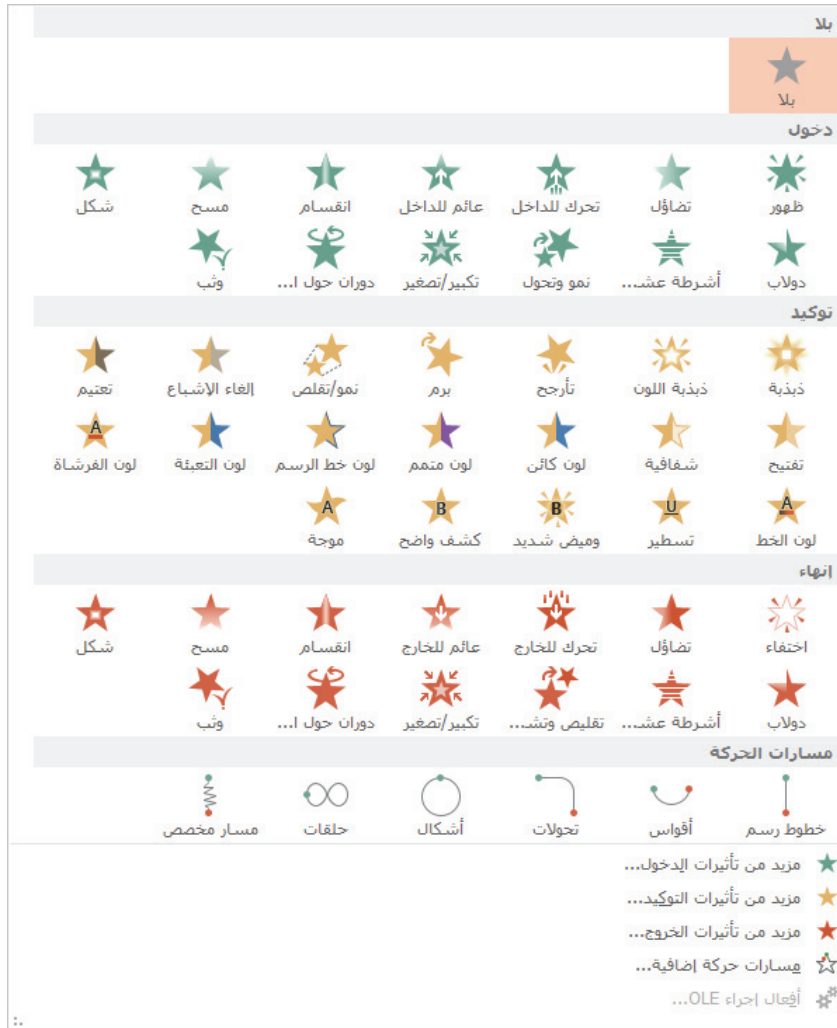 بلا
بلا
دخول
ظهور تضاؤل تحرك للداخل عائم للداخل انقسام مسح شكل
دولاب أشرطة عشـ... نمو وتحول تكبير/تصغير دوران حول ا... وثب
توكيد
ذبذبة ذبذبة اللون تأرجح برم نمو/تقلص إلغاء الإشباع تعتيم
تفتيح شفافية لون كائن لون متمم لون خط الرسم لون التعبئة لون الفرشاة
لون الخط تسطير وميض شديد كشف واضح موجة
إنهاء
اختفاء تضاؤل تحرك للخارج عائم للخارج انقسام مسح شكل
دولاب أشرطة عشـ... تقليص وتشـ... تكبير/تصغير دوران حول ا... وثب
مسارات الحركة
خطوط رسم أقواس تحولات أشكال حلقات مسار مخصص
مزيد من تأثيرات الدخول...
مزيد من تأثيرات التوكيد...
مزيد من تأثيرات الخروج...
مسارات حركة إضافية...
أفعال إجراء OLE...
A A B B U A